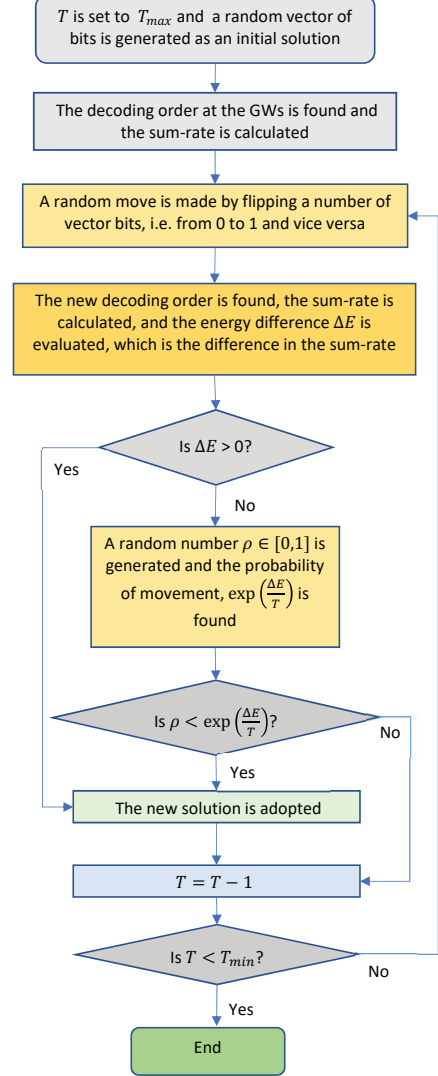 T is set to T_max and a random vector of
bits is generated as an initial solution
The decoding order at the GWs is found and
the sum-rate is calculated
A random move is made by flipping a number of
vector bits, i.e. from 0 to 1 and vice versa
The new decoding order is found, the sum-rate is
calculated, and the energy difference ΔE is
evaluated, which is the difference in the sum-rate
Is ΔE > 0?
Yes
No
A random number ρ ∈ [0,1] is
generated and the probability
of movement, exp(ΔE/T) is
found
Is ρ < exp(ΔE/T)?
No
Yes
The new solution is adopted
T = T − 1
Is T < T_min?
No
Yes
End